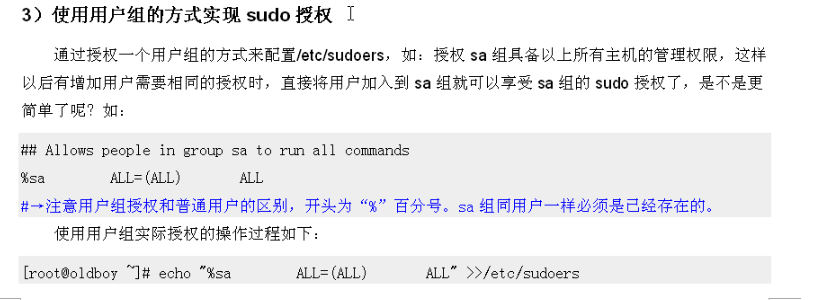 3）使用用户组的方式实现 sudo 授权
通过授权一个用户组的方式来配置/etc/sudoers，如：授权 sa 组具备以上所有主机的管理权限，这样
以后有增加用户需要相同的授权时，直接将用户加入到 sa 组就可以享受 sa 组的 sudo 授权了，是不是更
简单了呢？如：
## Allows people in group sa to run all commands
%sa ALL=(ALL) ALL
#→注意用户组授权和普通用户的区别，开头为“%”百分号。sa 组同用户一样必须是已经存在的。
使用用户组实际授权的操作过程如下：
[root@oldboy ~]# echo "%sa ALL=(ALL) ALL" >>/etc/sudoers